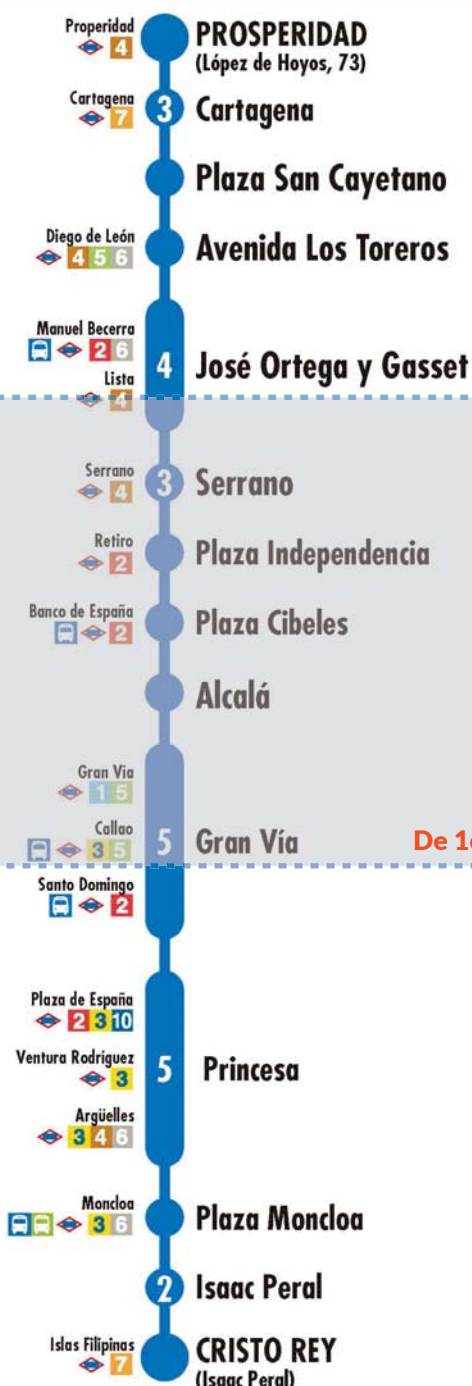 Properidad
4
PROSPERIDAD
(López de Hoyos, 73)
Cartagena
7
3
Cartagena
Plaza San Cayetano
Diego de León
4 5 6
Avenida Los Toreros
Manuel Becerra
2 6
Lista
4
4
José Ortega y Gasset
Serrano
4
3
Serrano
Retiro
2
Plaza Independencia
Banco de España
2
Plaza Cibeles
Alcalá
Gran Via
1 5
Callao
3 5
5
Gran Vía
De 1
Santo Domingo
2
Plaza de España
2 3 10
Ventura Rodríguez
3
Argüelles
3 4 6
5
Princesa
Moncloa
3 6
Plaza Moncloa
2
Isaac Peral
Islas Filipinas
7
CRISTO REY
(Isaac Peral)